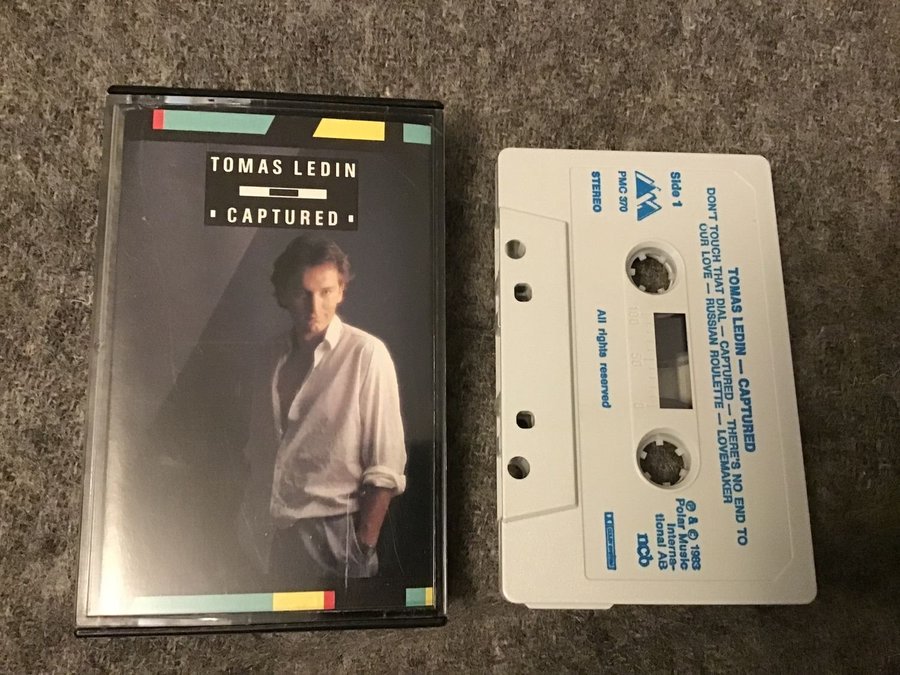 TOMAS LEDIN
CAPTURED
TOMAS LEDIN — CAPTURED
DON'T TOUCH THAT DIAL — CAPTURED — THERE'S NO END TO
OUR LOVE — RUSSIAN ROULETTE — LOVEMAKER
Side 1
PMC 370
STEREO
All rights reserved
℗ & © 1983
Polar Music
Interna-
tional AB
ncb